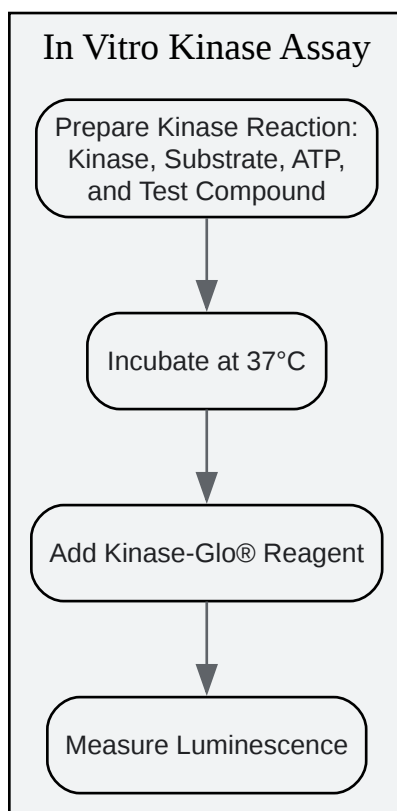 In Vitro Kinase Assay
Prepare Kinase Reaction:
Kinase, Substrate, ATP,
and Test Compound
Incubate at 37°C
Add Kinase-Glo® Reagent
Measure Luminescence